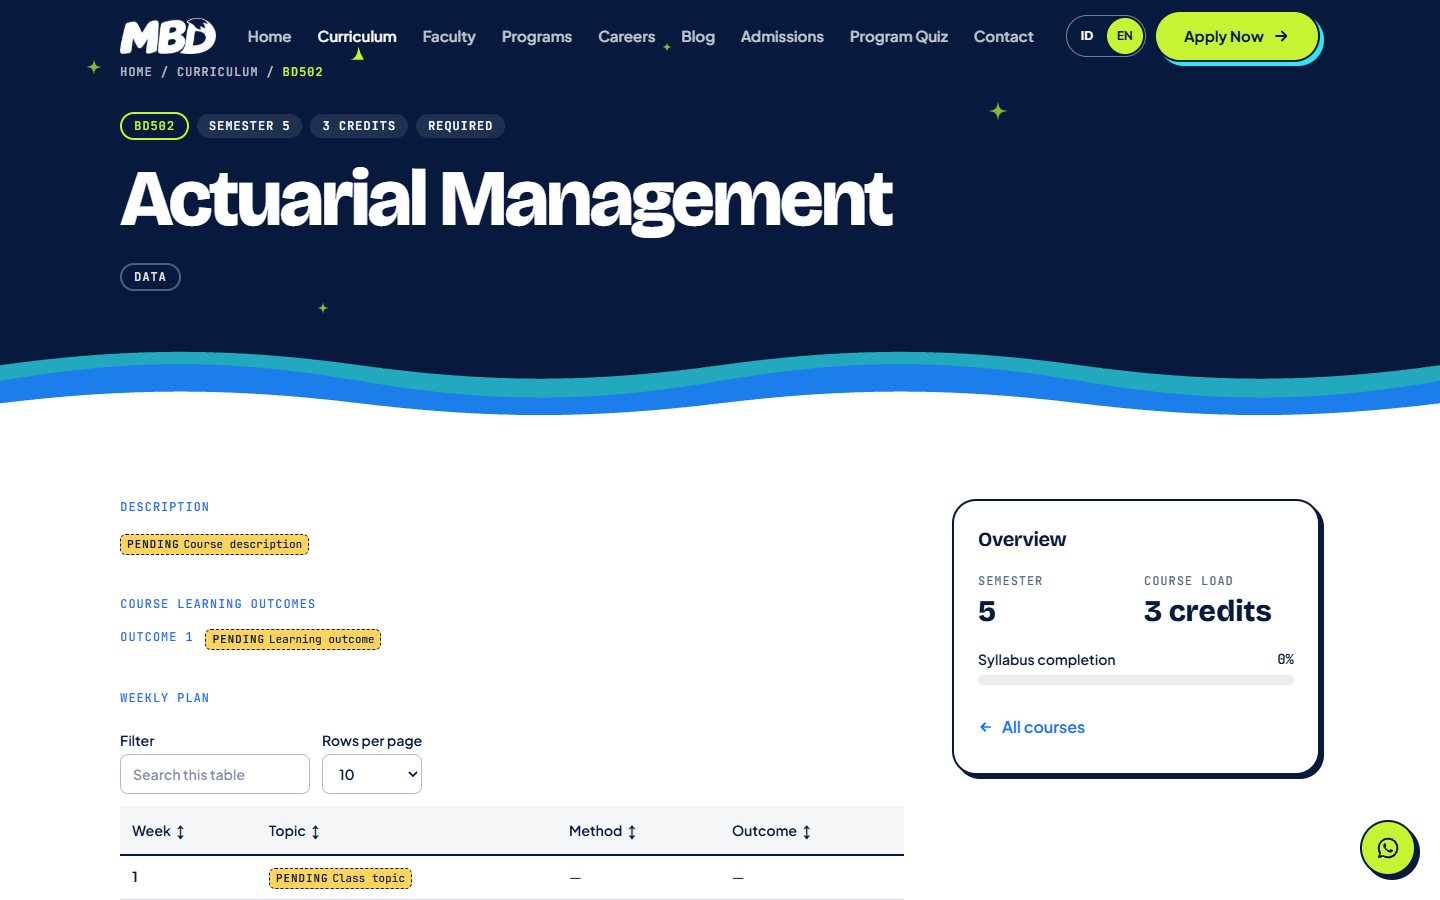 MBD Home Curriculum Faculty Programs Careers Blog Admissions Program Quiz Contact ID EN Apply Now →
HOME / CURRICULUM / BD502
BD502 SEMESTER 5 3 CREDITS REQUIRED
Actuarial Management
DATA
DESCRIPTION
PENDING Course description
COURSE LEARNING OUTCOMES
OUTCOME 1 PENDING Learning outcome
WEEKLY PLAN
Filter Rows per page
Search this table 10
Week ↕ Topic ↕ Method ↕ Outcome ↕
1 PENDING Class topic — —
Overview
SEMESTER COURSE LOAD
5 3 credits
Syllabus completion 0%
← All courses